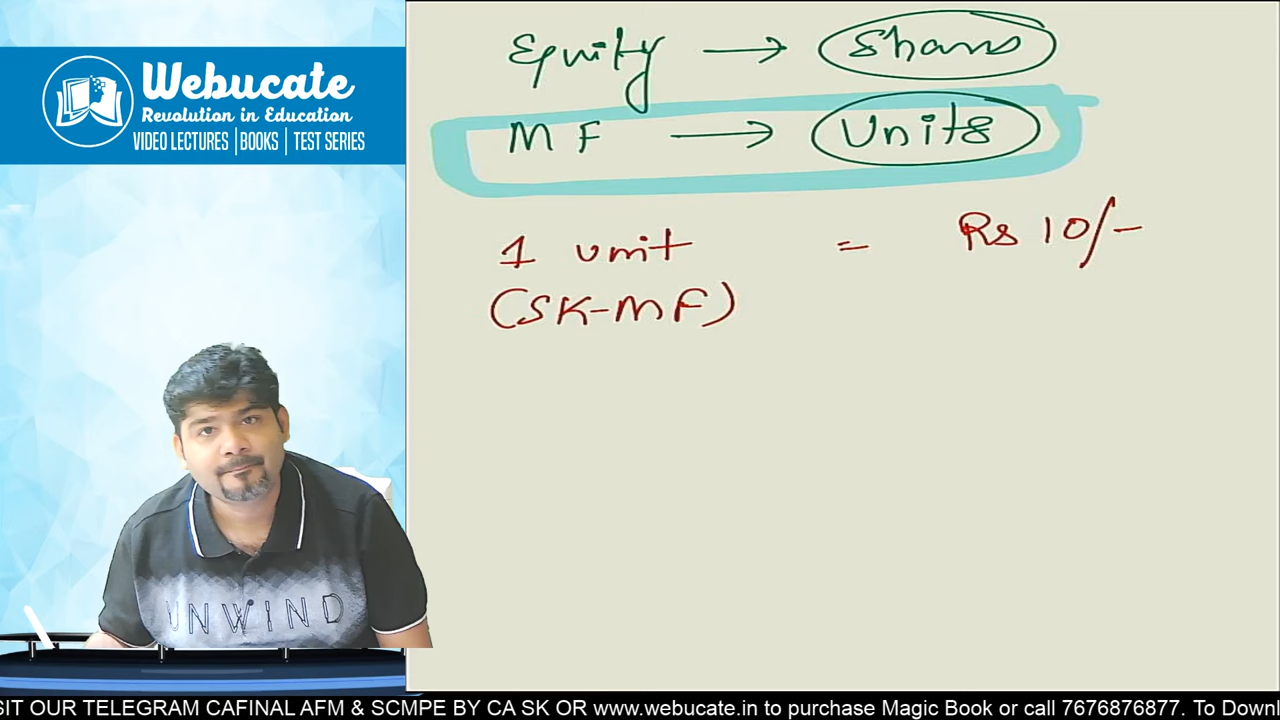 Webucate
Revolution in Education
VIDEO LECTURES | BOOKS | TEST SERIES
Equity → Shares
MF → Units
1 unit = Rs 10/-
(SK-MF)
UNWIND
SIT OUR TELEGRAM CAFINAL AFM & SCMPE BY CA SK OR www.webucate.in to purchase Magic Book or call 7676876877. To Downl